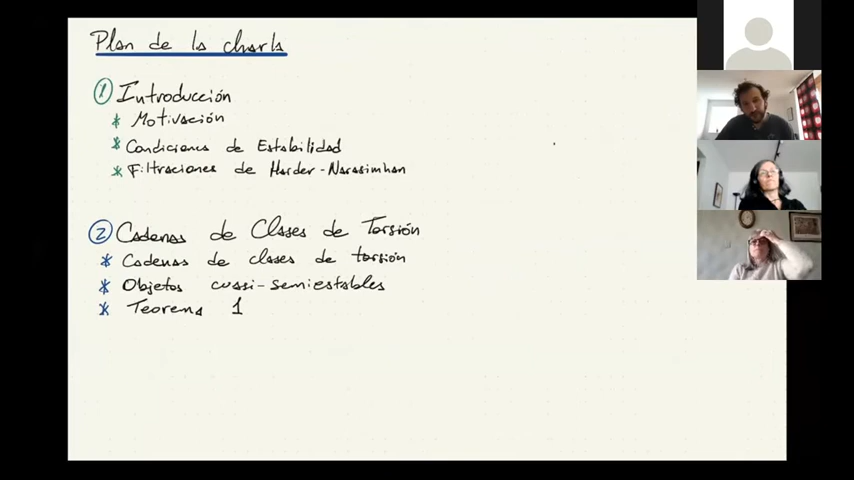 Plan de la charla
1 Introducción
* Motivación
* Condiciones de Estabilidad
* Filtraciones de Harder-Narasimhan
2 Cadenas de Clases de Torsión
* Cadenas de clases de torsión
* Objetos cuasi-semiestables
* Teorema 1